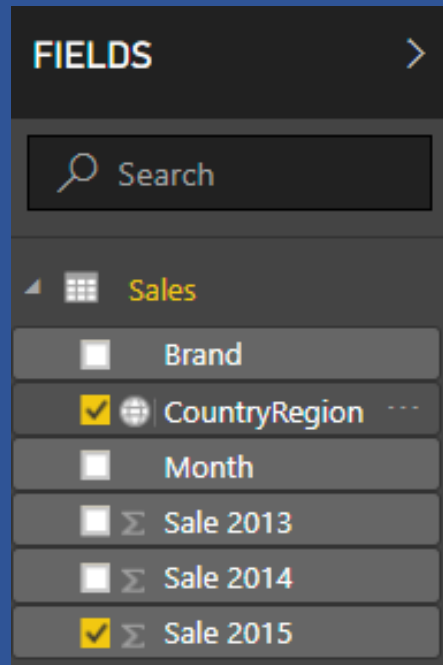 FIELDS
Search
Sales
Brand
CountryRegion
Month
Sale 2013
Sale 2014
Sale 2015